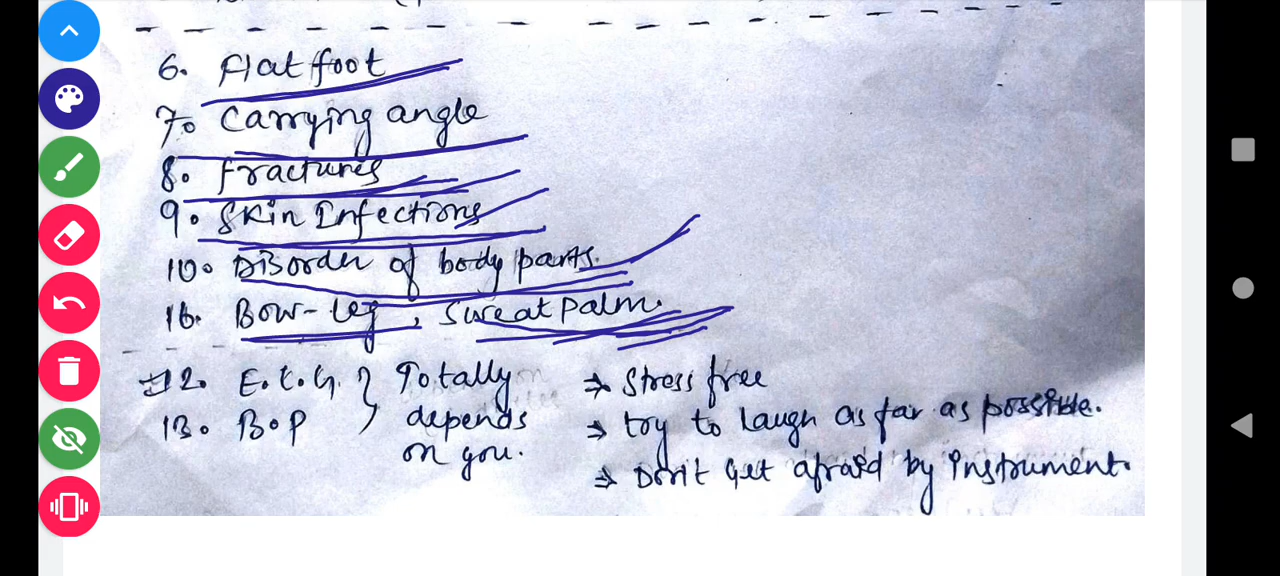 6. Flat foot
7. Carrying angle
8. Fractures
9. Skin Infections
10. Disorder of body parts.
16. Bow-leg, Sweat palm.
12. E.C.G. } Totally ⇒ Stress free
13. B.P depends ⇒ try to laugh as far as possible.
on you. ⇒ Don't Get afraid by Instrument.